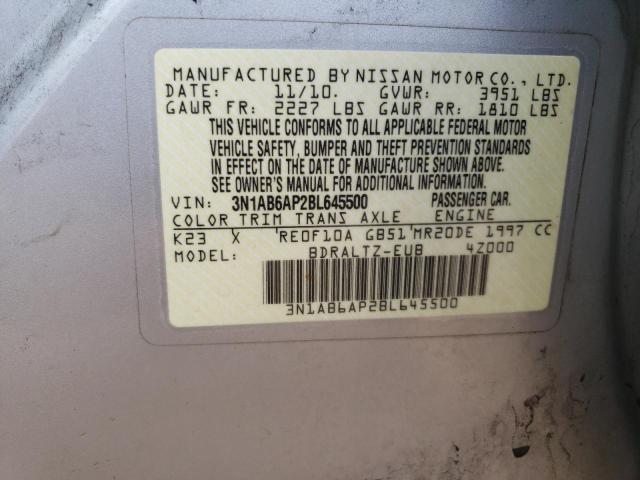 MANUFACTURED BY NISSAN MOTOR CO., LTD.
DATE: 11/10. GVWR: 3951 LBS
GAWR FR: 2227 LBS GAWR RR: 1810 LBS
THIS VEHICLE CONFORMS TO ALL APPLICABLE FEDERAL MOTOR
VEHICLE SAFETY, BUMPER AND THEFT PREVENTION STANDARDS
IN EFFECT ON THE DATE OF MANUFACTURE SHOWN ABOVE.
SEE OWNER'S MANUAL FOR ADDITIONAL INFORMATION.
VIN: 3N1AB6AP2BL645500 PASSENGER CAR.
COLOR TRIM TRANS AXLE ENGINE
K23 X RE0F10A GB51 MR20DE 1997 CC
MODEL: BDRALTZ-EUB 4Z000
3N1AB6AP2BL645500